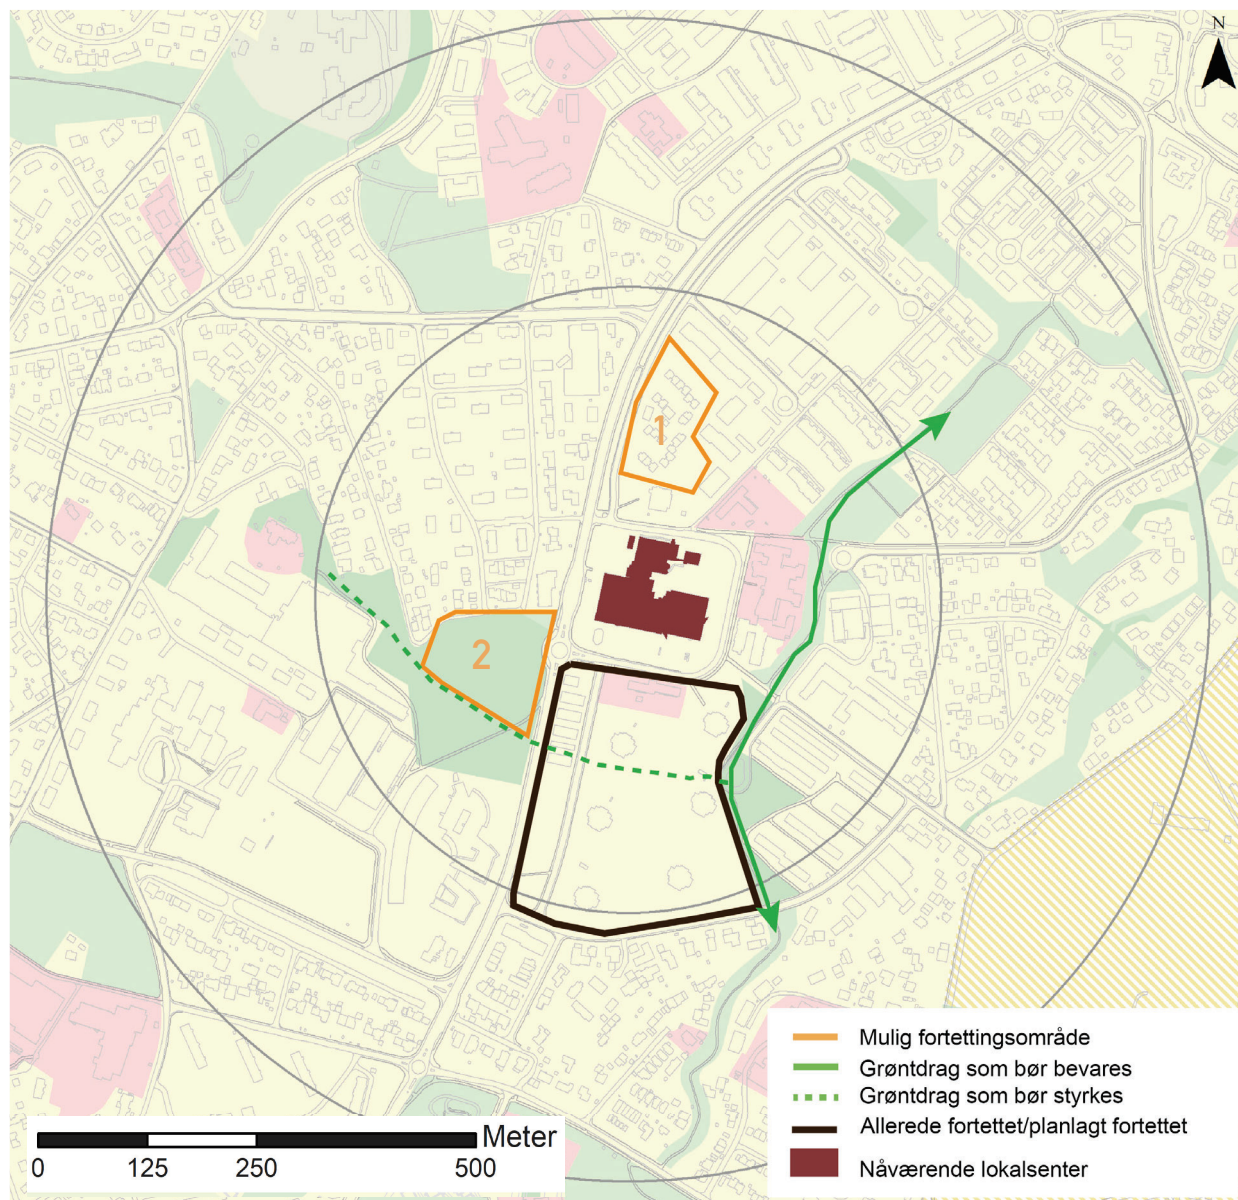 N
1
2
Mulig fortettingsområde
Grøntdrag som bør bevares
Grøntdrag som bør styrkes
Allerede fortettet/planlagt fortettet
Nåværende lokalsenter
Meter
0 125 250 500